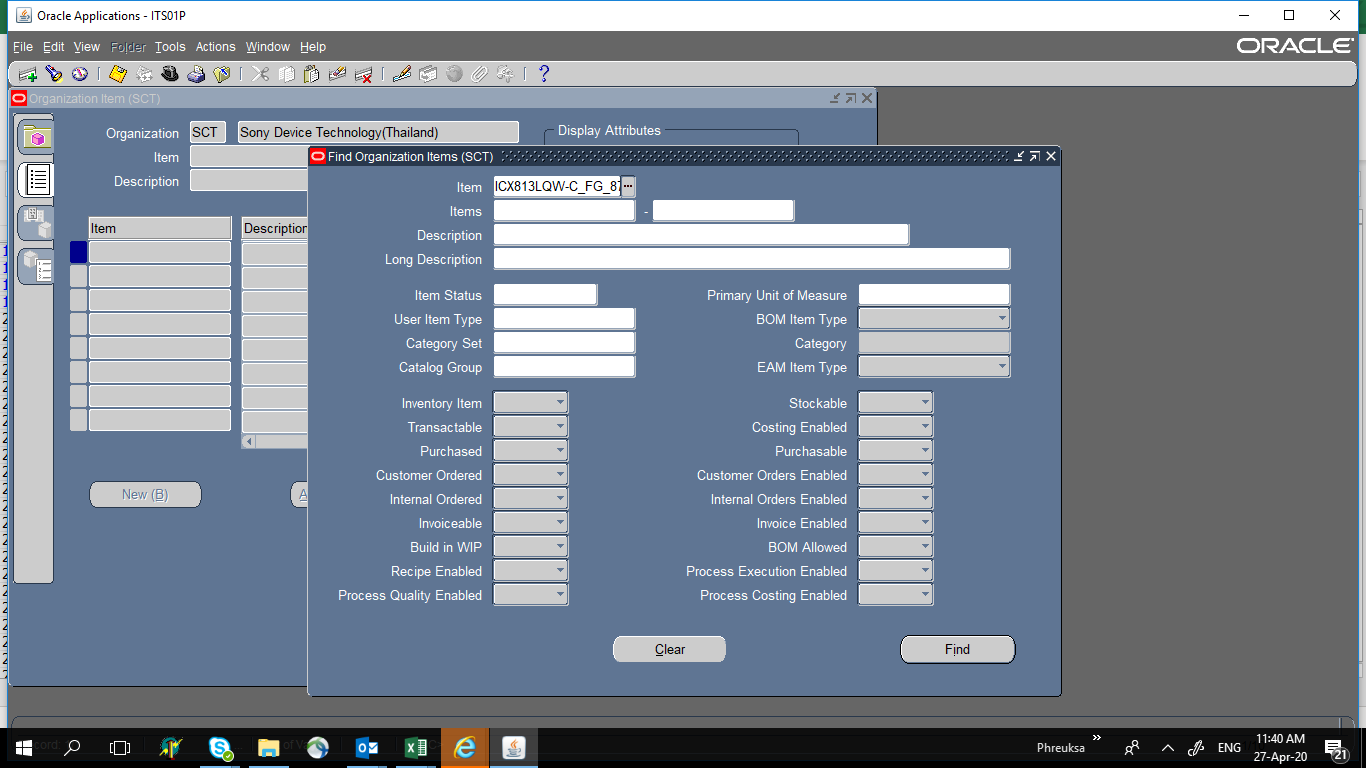 Oracle Applications - ITS01P
File Edit View Folder Tools Actions Window Help
ORACLE
Organization Item (SCT)
Organization SCT Sony Device Technology(Thailand)
Display Attributes
Item
Description
Item Description
New (B)
A
Find Organization Items (SCT)
Item ICX813LQW-C_FG_87
Items -
Description
Long Description
Item Status Primary Unit of Measure
User Item Type BOM Item Type
Category Set Category
Catalog Group EAM Item Type
Inventory Item Stockable
Transactable Costing Enabled
Purchased Purchasable
Customer Ordered Customer Orders Enabled
Internal Ordered Internal Orders Enabled
Invoiceable Invoice Enabled
Build in WIP BOM Allowed
Recipe Enabled Process Execution Enabled
Process Quality Enabled Process Costing Enabled
Clear Find
Phreuksa
ENG
11:40 AM
27-Apr-20
21